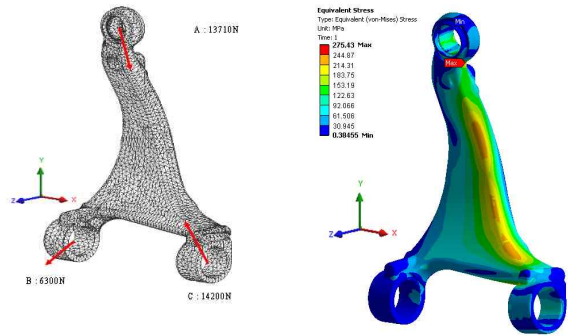 A : 13710N
Y
X
Z
B : 6300N
C : 14200N
Equivalent Stress
Type: Equivalent (von-Mises) Stress
Unit: MPa
Time: 1
275.43 Max
244.87
214.31
183.75
153.19
122.63
92.066
61.508
30.945
0.38455 Min
Min
Max
Y
X
Z